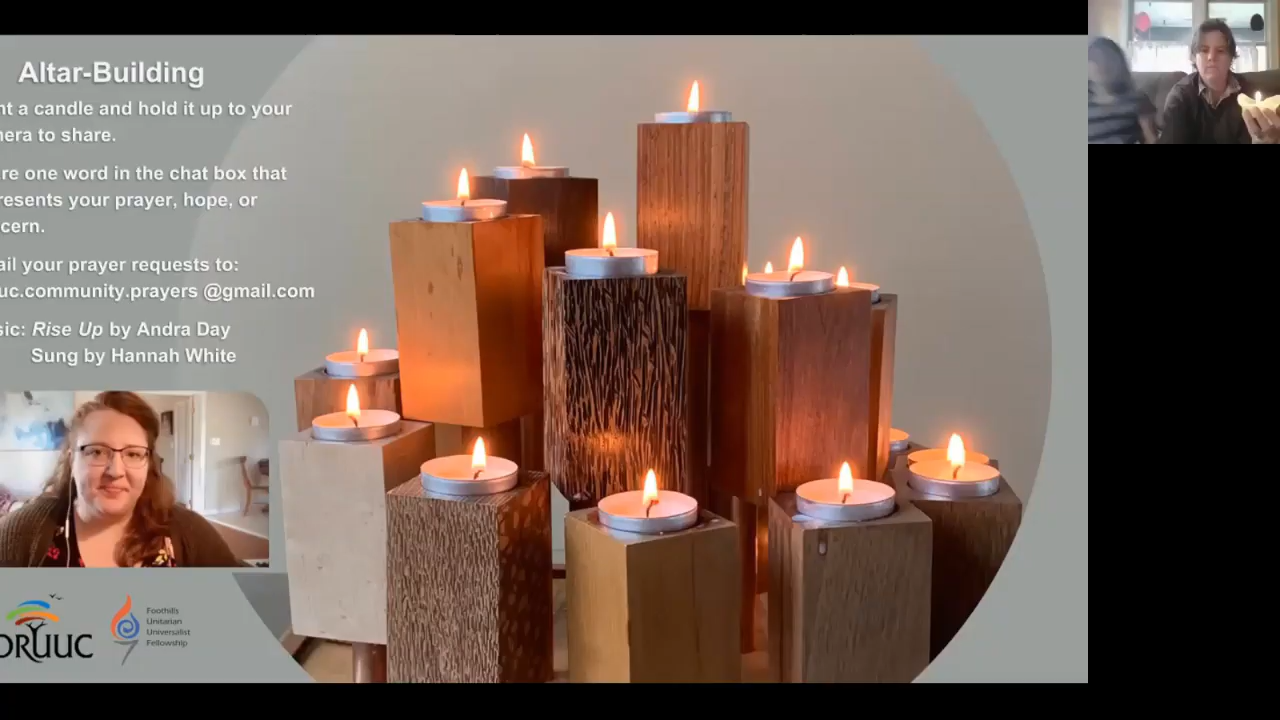 Altar-Building
nt a candle and hold it up to your
nera to share.
re one word in the chat box that
resents your prayer, hope, or
cern.
ail your prayer requests to:
uc.community.prayers @gmail.com
sic: Rise Up by Andra Day
Sung by Hannah White
ORUUC
Foothills
Unitarian
Universalist
Fellowship